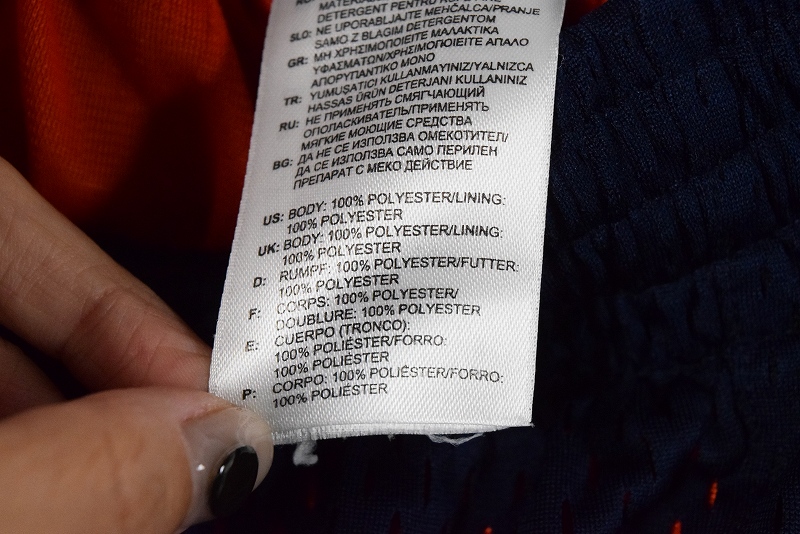 MATERIAL
DETERGENT PENTRU
SLO: NE UPORABLJAJTE MEHČALCA/PRANJE
SAMO Z BLAGIM DETERGENTOM
GR: ΜΗ ΧΡΗΣΙΜΟΠΟΙΕΙΤΕ ΜΑΛΑΚΤΙΚΑ
ΥΦΑΣΜΑΤΩΝ/ΧΡΗΣΙΜΟΠΟΙΕΙΤΕ ΑΠΑΛΟ
ΑΠΟΡΥΠΑΝΤΙΚΟ ΜΟΝΟ
TR: YUMUŞATICI KULLANMAYINIZ/YALNIZCA
HASSAS ÜRÜN DETERJANI KULLANINIZ
RU: НЕ ПРИМЕНЯТЬ СМЯГЧАЮЩИЙ
ОПОЛАСКИВАТЕЛЬ/ПРИМЕНЯТЬ
МЯГКИЕ МОЮЩИЕ СРЕДСТВА
BG: ДА НЕ СЕ ИЗПОЛЗВА ОМЕКОТИТЕЛ/
ДА СЕ ИЗПОЛЗВА САМО ПЕРИЛЕН
ПРЕПАРАТ С МЕКО ДЕЙСТВИЕ
US: BODY: 100% POLYESTER/LINING:
100% POLYESTER
UK: BODY: 100% POLYESTER/LINING:
100% POLYESTER
D: RUMPF: 100% POLYESTER/FUTTER:
100% POLYESTER
F: CORPS: 100% POLYESTER/
DOUBLURE: 100% POLYESTER
E: CUERPO (TRONCO):
100% POLIÉSTER/FORRO:
100% POLIÉSTER
P: CORPO: 100% POLIÉSTER/FORRO:
100% POLIÉSTER